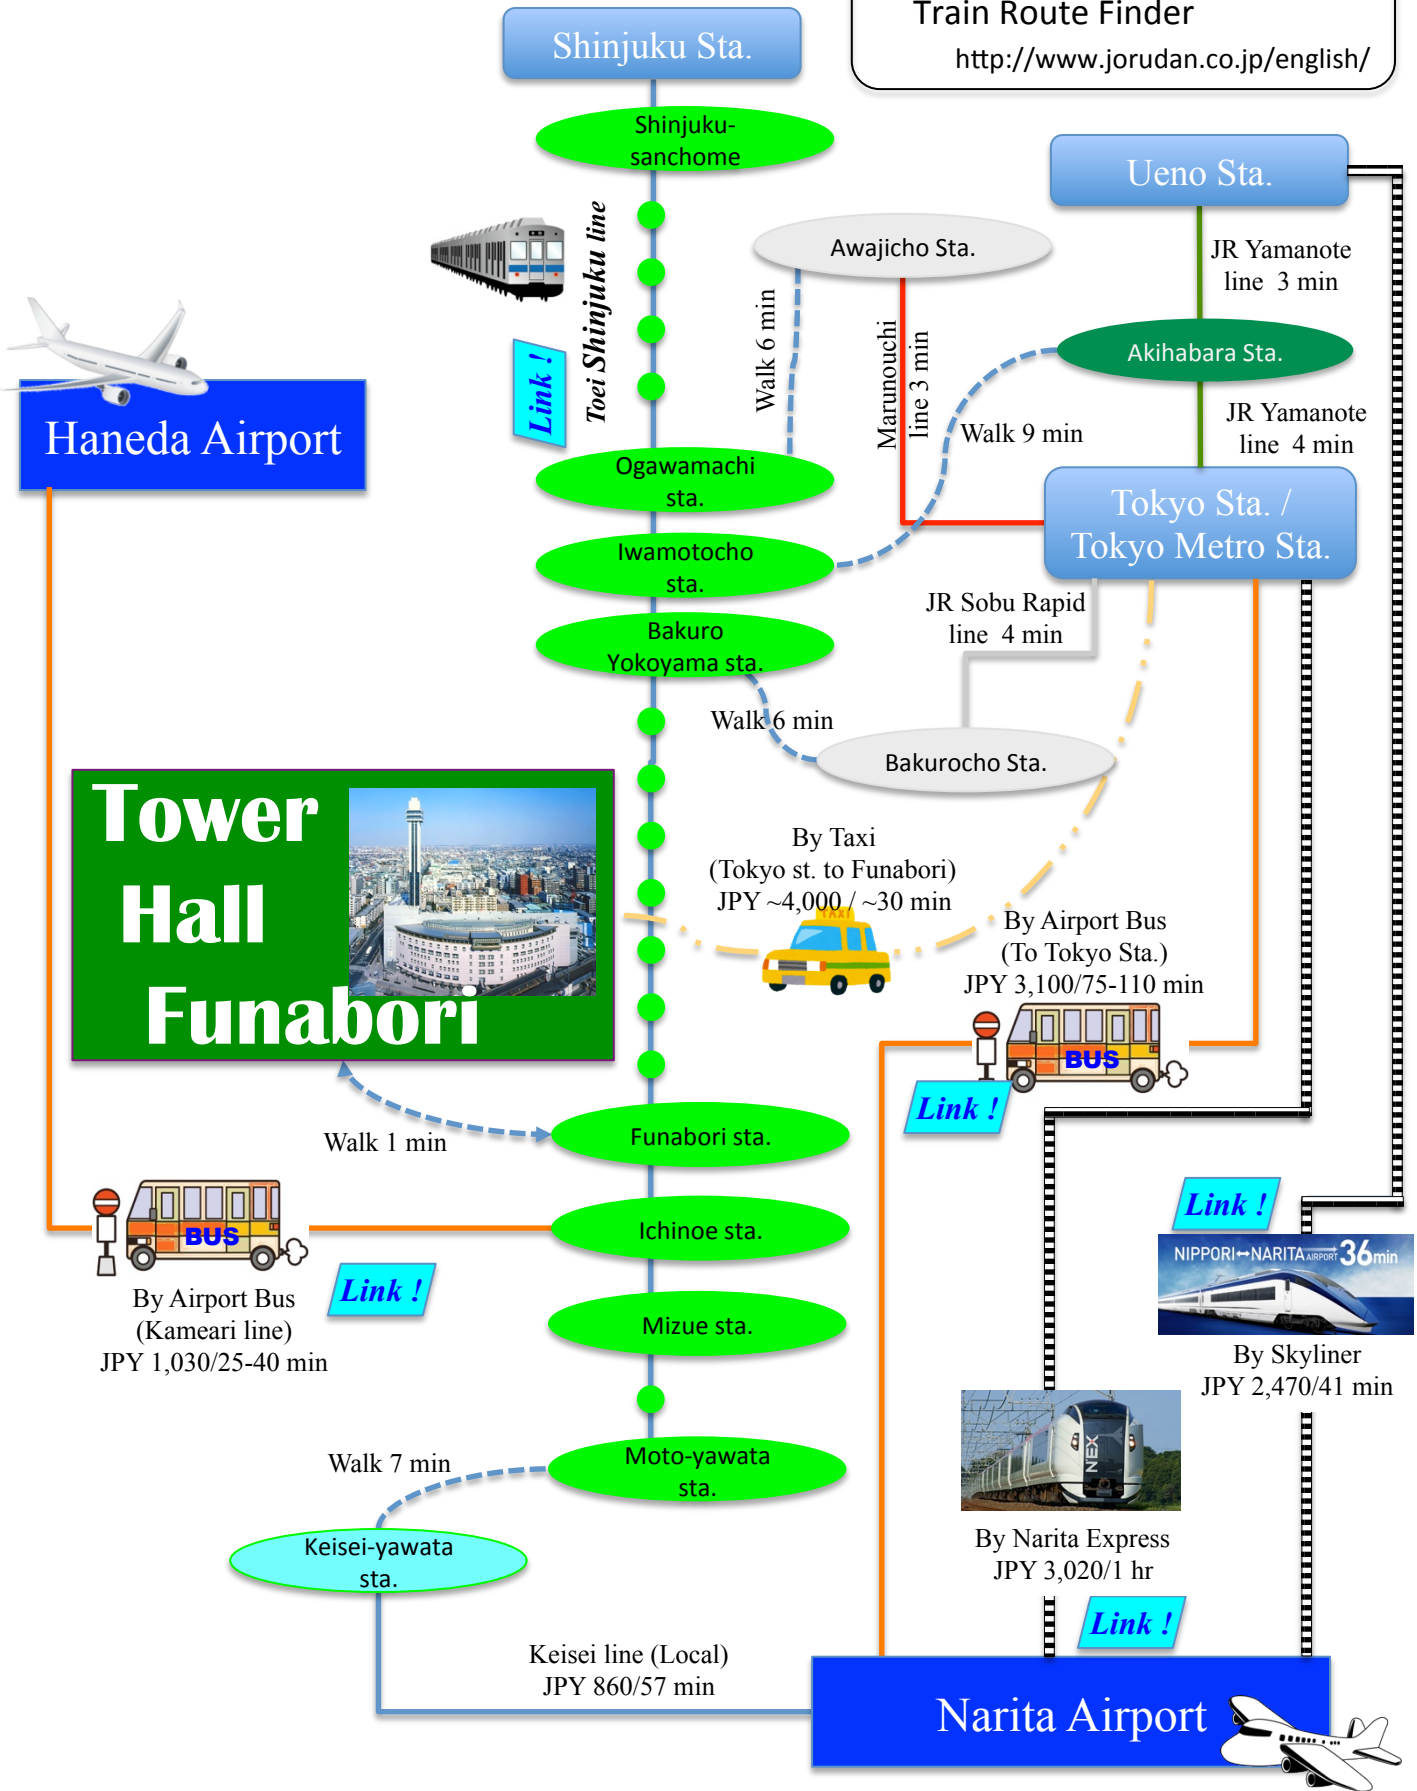 Train Route Finder
http://www.jorudan.co.jp/english/
Shinjuku Sta.
Shinjuku-
sanchome
Ueno Sta.
Toei Shinjuku line
Link !
Awajicho Sta.
JR Yamanote
line 3 min
Walk 6 min
Marunouchi
line 3 min
Akihabara Sta.
Haneda Airport
Walk 9 min
JR Yamanote
line 4 min
Ogawamachi
sta.
Tokyo Sta. /
Tokyo Metro Sta.
Iwamotocho
sta.
JR Sobu Rapid
line 4 min
Bakuro
Yokoyama sta.
Walk 6 min
Bakurocho Sta.
Tower
Hall
Funabori
By Taxi
(Tokyo st. to Funabori)
JPY ~4,000 / ~30 min
TAXI
By Airport Bus
(To Tokyo Sta.)
JPY 3,100/75-110 min
BUS
Link !
Walk 1 min
Funabori sta.
Ichinoe sta.
BUS
Link !
By Airport Bus
(Kameari line)
JPY 1,030/25-40 min
Link !
NIPPORI↔NARITA AIRPORT 36min
By Skyliner
JPY 2,470/41 min
Mizue sta.
NEX
By Narita Express
JPY 3,020/1 hr
Link !
Moto-yawata
sta.
Walk 7 min
Keisei-yawata
sta.
Keisei line (Local)
JPY 860/57 min
Narita Airport